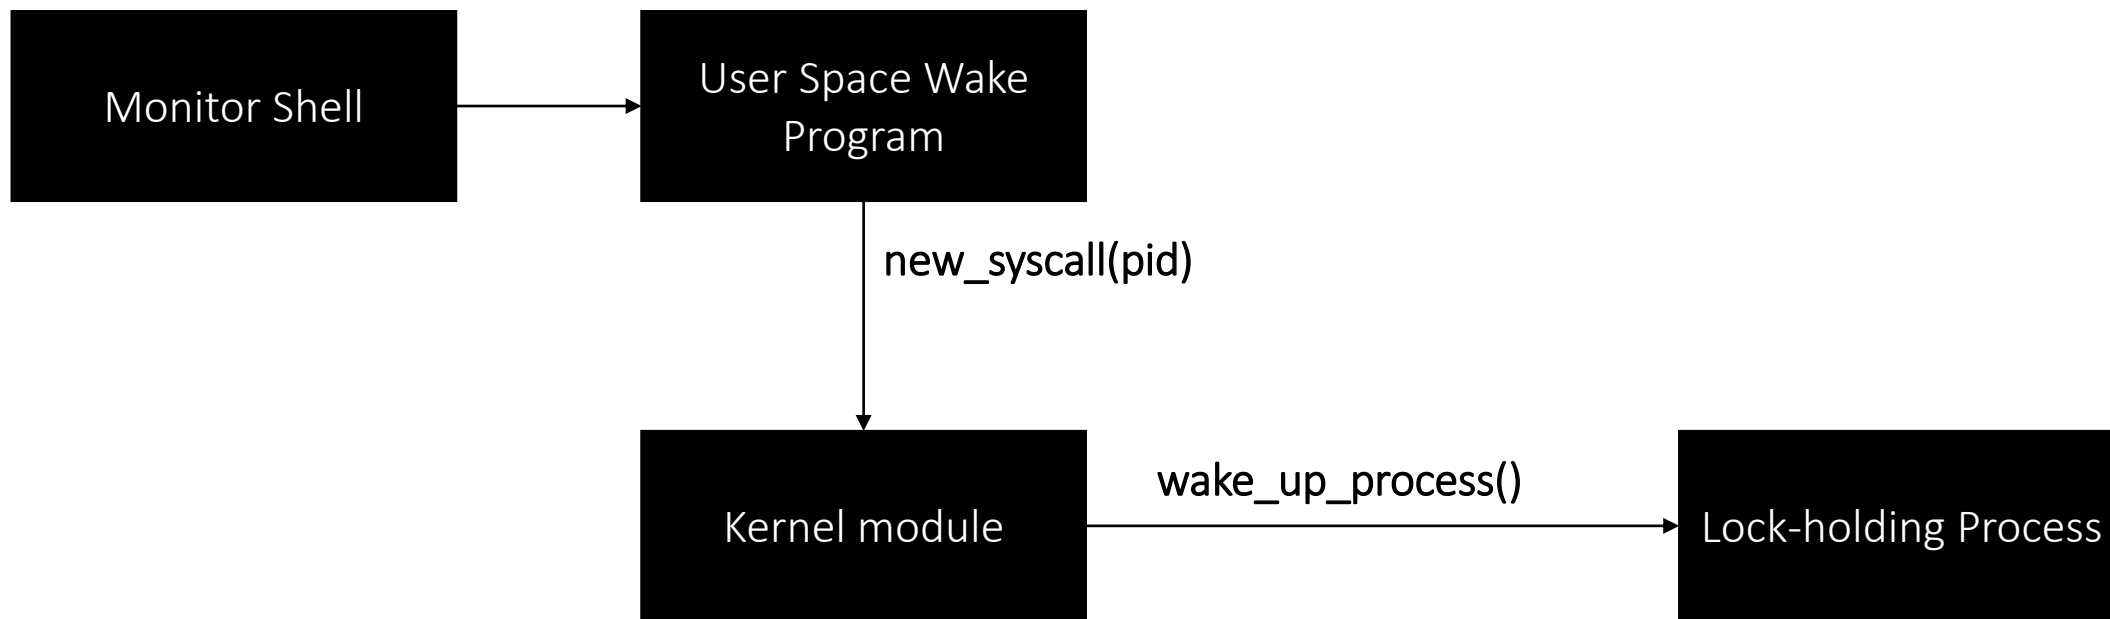 Monitor Shell
User Space Wake
Program
new_syscall(pid)
wake_up_process()
Kernel module
Lock-holding Process